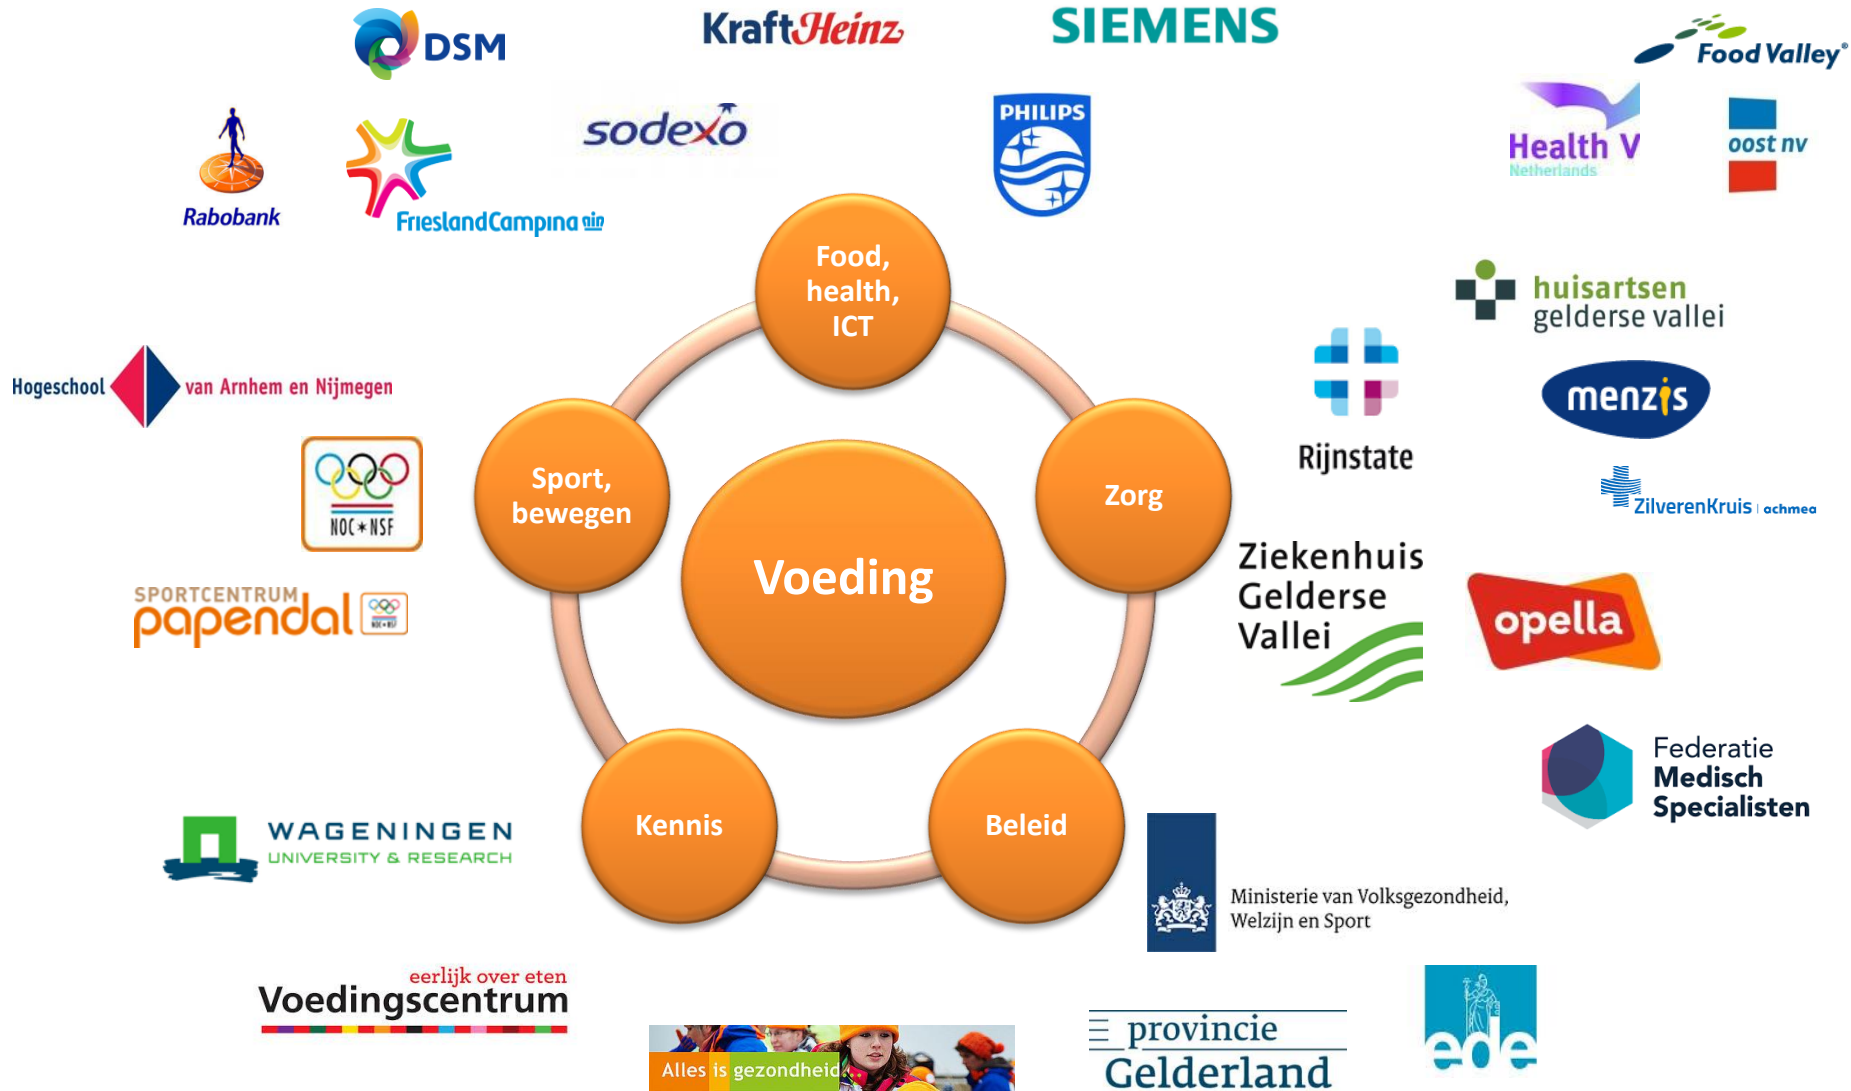 DSM
KraftHeinz
SIEMENS
Food Valley®
Rabobank
FrieslandCampina
sodexo
PHILIPS
Health V
Netherlands
oost nv
Food,
health,
ICT
huisartsen
gelderse vallei
Hogeschool van Arnhem en Nijmegen
Rijnstate
menzis
NOC*NSF
Sport,
bewegen
Zorg
ZilverenKruis | achmea
SPORTCENTRUM
papendal
NOC*NSF
Voeding
Ziekenhuis
Gelderse
Vallei
opella
Federatie
Medisch
Specialisten
WAGENINGEN
UNIVERSITY & RESEARCH
Kennis
Beleid
Ministerie van Volksgezondheid,
Welzijn en Sport
eerlijk over eten
Voedingscentrum
Alles is gezondheid...
provincie
Gelderland
ede